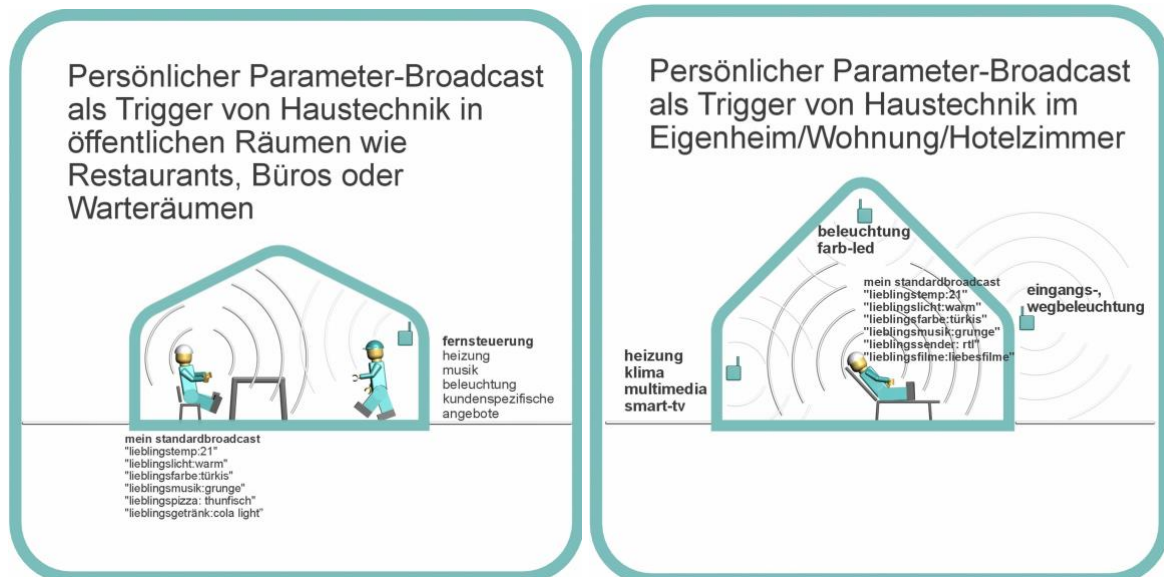 Persönlicher Parameter-Broadcast
als Trigger von Haustechnik in
öffentlichen Räumen wie
Restaurants, Büros oder
Warteräumen
fernsteuerung
heizung
musik
beleuchtung
kundenspezifische
angebote
mein standardbroadcast
"lieblingstemp:21"
"lieblingslicht:warm"
"lieblingsfarbe:türkis"
"lieblingsmusik:grunge"
"lieblingspizza: thunfisch"
"lieblingsgetränk:cola light"
Persönlicher Parameter-Broadcast
als Trigger von Haustechnik im
Eigenheim/Wohnung/Hotelzimmer
beleuchtung
farb-led
mein standardbroadcast
"lieblingstemp:21"
"lieblingslicht:warm"
"lieblingsfarbe:türkis"
"lieblingsmusik:grunge"
"lieblingssender: rtl"
"lieblingsfilme:liebesfilme"
eingangs-,
wegbeleuchtung
heizung
klima
multimedia
smart-tv